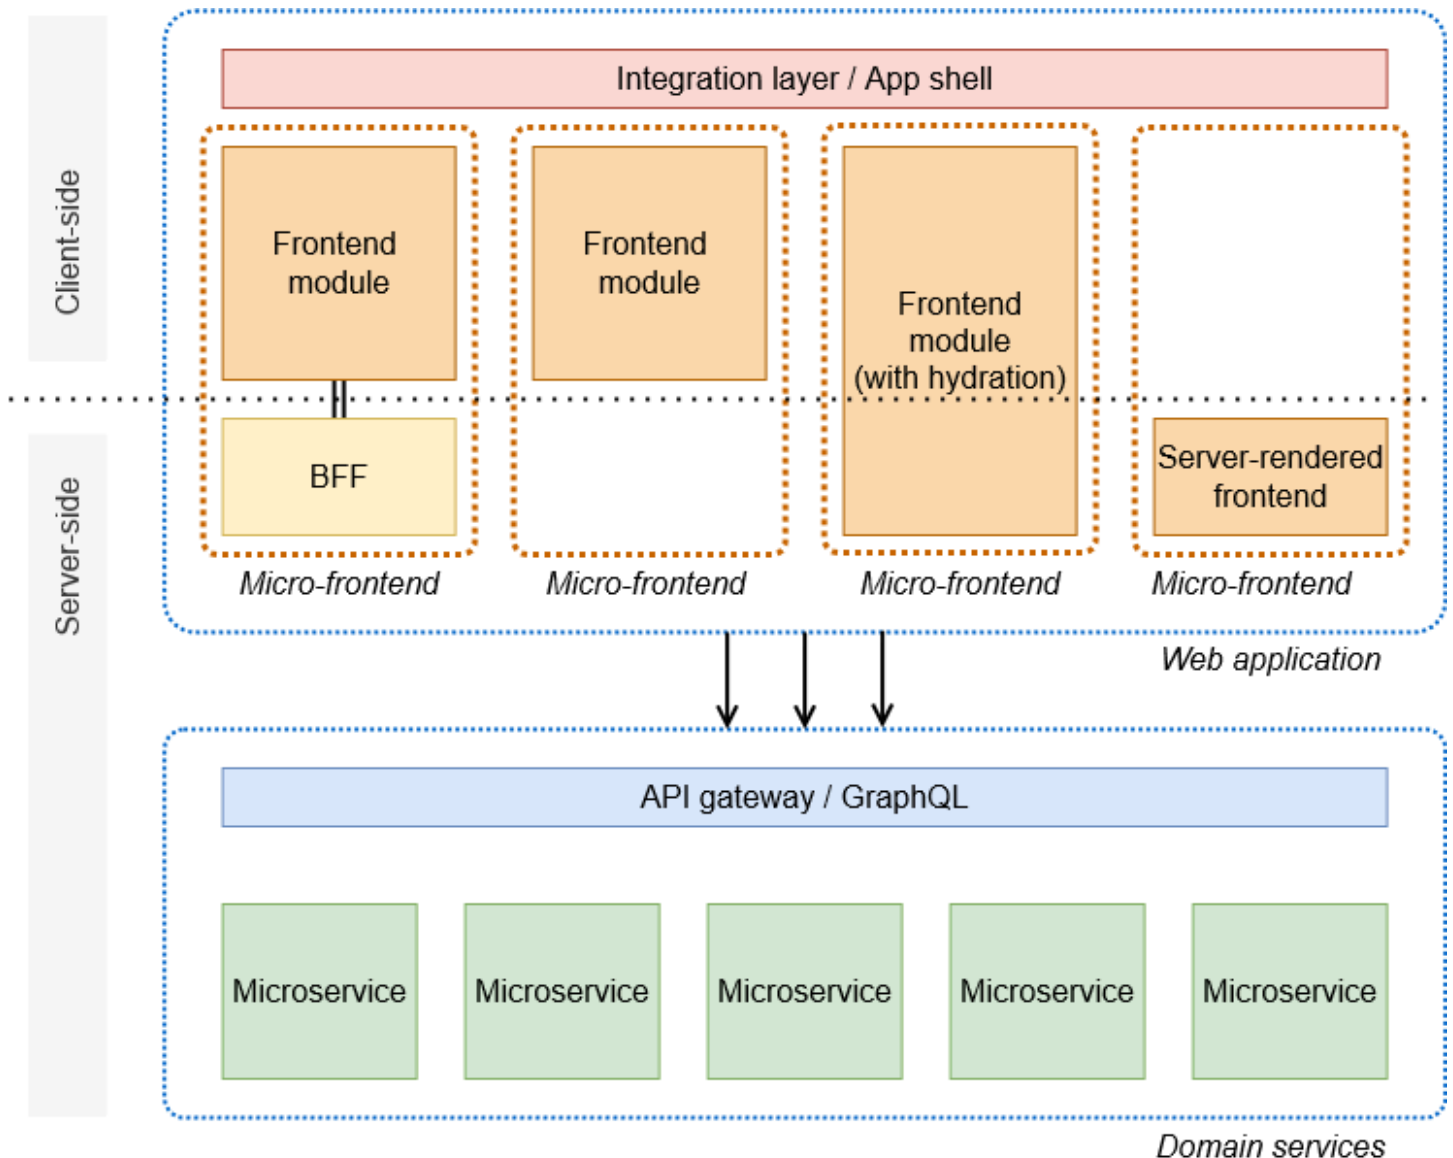 Client-side
Integration layer / App shell
Frontend
module
Frontend
module
Frontend
module
(with hydration)
Server-side
BFF
Server-rendered
frontend
Micro-frontend
Micro-frontend
Micro-frontend
Micro-frontend
Web application
API gateway / GraphQL
Microservice
Microservice
Microservice
Microservice
Microservice
Domain services